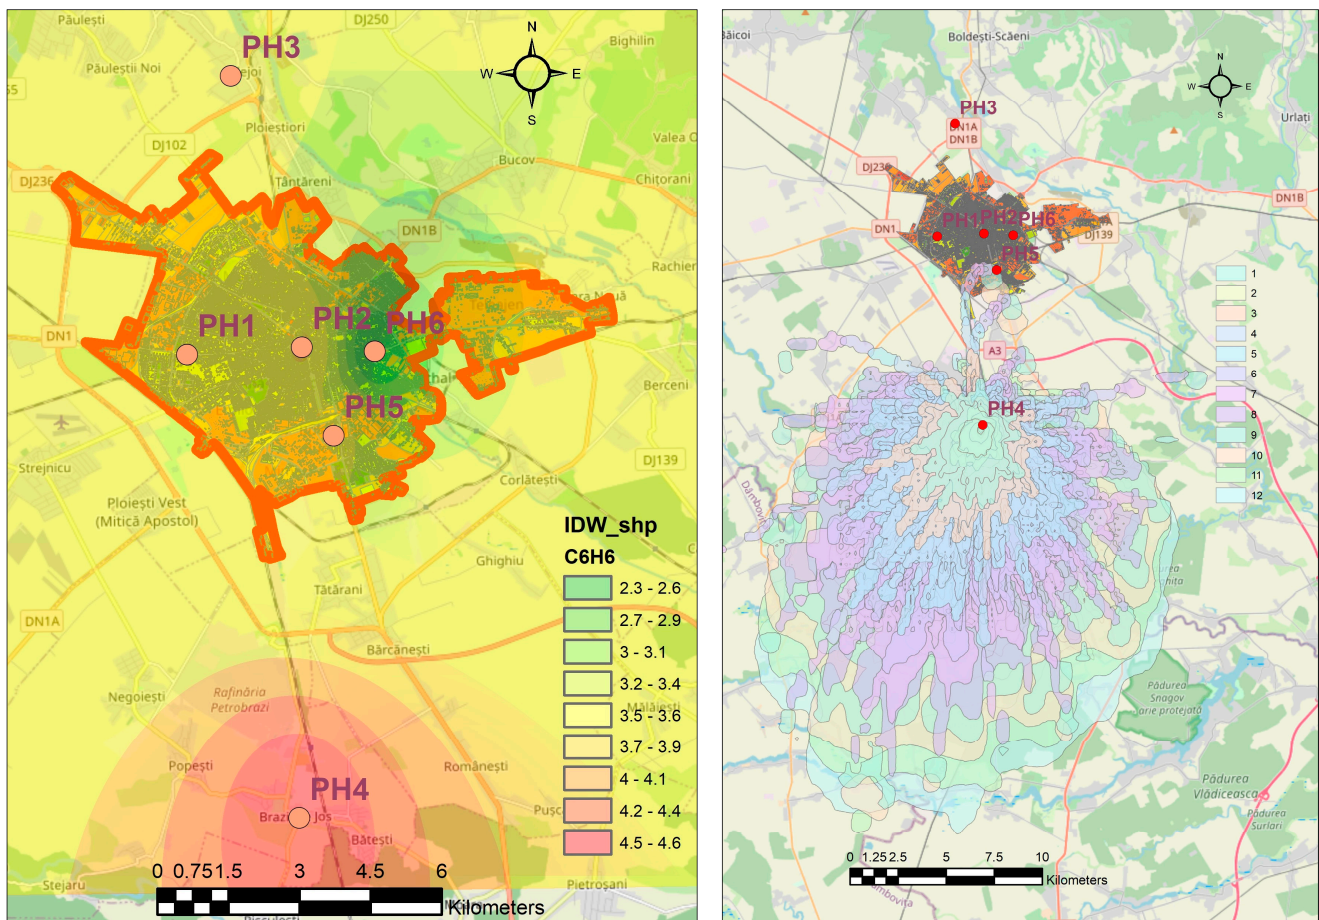 Păulești
DJ250
N
Bighilin
PH3
Păuleștii Noi
ejoi
W
E
S
Ploieștiori
Valea
DJ102
Bucov
Chițorani
DJ236
Tântăreni
DN1B
Rachier
DN1
PH1
PH2
PH6
Berceni
PH5
Strejnicu
DJ139
Corlătești
Ploiești Vest
(Mitică Apostol)
IDW_shp
C6H6
Ghighiu
2.3 - 2.6
Tătărani
2.7 - 2.9
DN1A
Bărcănești
3 - 3.1
3.2 - 3.4
Negoiești
Rafinăria
Petrobrazi
3.5 - 3.6
Mălăiești
3.7 - 3.9
Popești
Românești
4 - 4.1
PH4
4.2 - 4.4
Brazi
Jos
Bătești
4.5 - 4.6
0 0.75 1.5 3 4.5 6
Stejaru
Pietroșani
Kilometers
Băicoi
Boldești-Scăeni
N
W
E
S
Urlați
PH3
DN1A
DN1B
DJ236
DN1B
DN1
PH1
PH2
PH6
DJ139
PH5
1
2
3
4
A3
5
6
7
PH4
8
9
10
11
Dâmbovița
12
Pădurea
Snagov
arie protejată
Pădurea
Vlădiceasca
Pădurea
Surlari
0 1.25 2.5 5 7.5 10
Kilometers
Dâmbovița